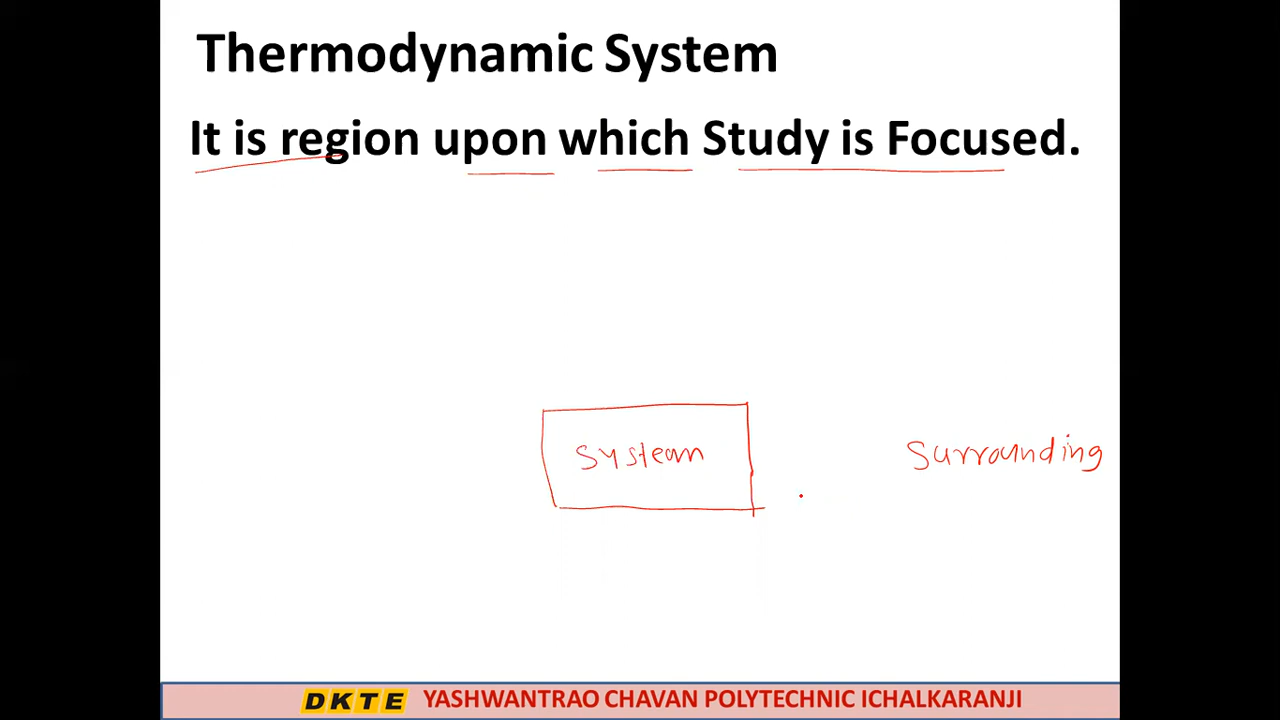 Thermodynamic System
It is region upon which Study is Focused.
System
Surrounding
DKTE YASHWANTRAO CHAVAN POLYTECHNIC ICHALKARANJI